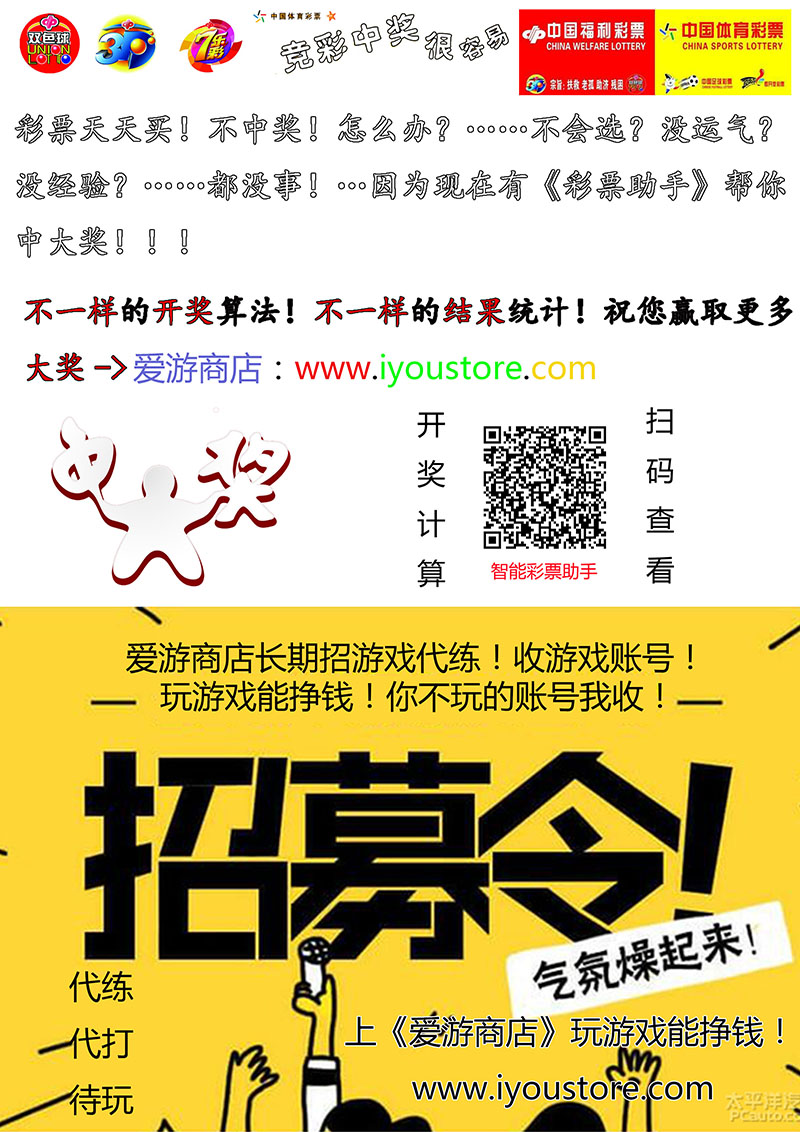 双色球
UNION
LOTTO
3D
7乐彩
中国体育彩票
竞彩中奖很容易
中国福利彩票
CHINA WELFARE LOTTERY
中国体育彩票
CHINA SPORTS LOTTERY
宗旨：扶救 老孤 助济 残困
彩票天天买！不中奖！怎么办？……不会选？没运气？
没经验？……都没事！…因为现在有《彩票助手》帮你
中大奖！！！
不一样的开奖算法！不一样的结果统计！祝您赢取更多
大奖->爱游商店：www.iyoustore.com
中奖
开奖计算
扫码查看
智能彩票助手
爱游商店长期招游戏代练！收游戏账号！
玩游戏能挣钱！你不玩的账号我收！
招募令！
气氛燥起来！
代练
代打
待玩
上《爱游商店》玩游戏能挣钱！
www.iyoustore.com
太平洋汽
PCauto.c